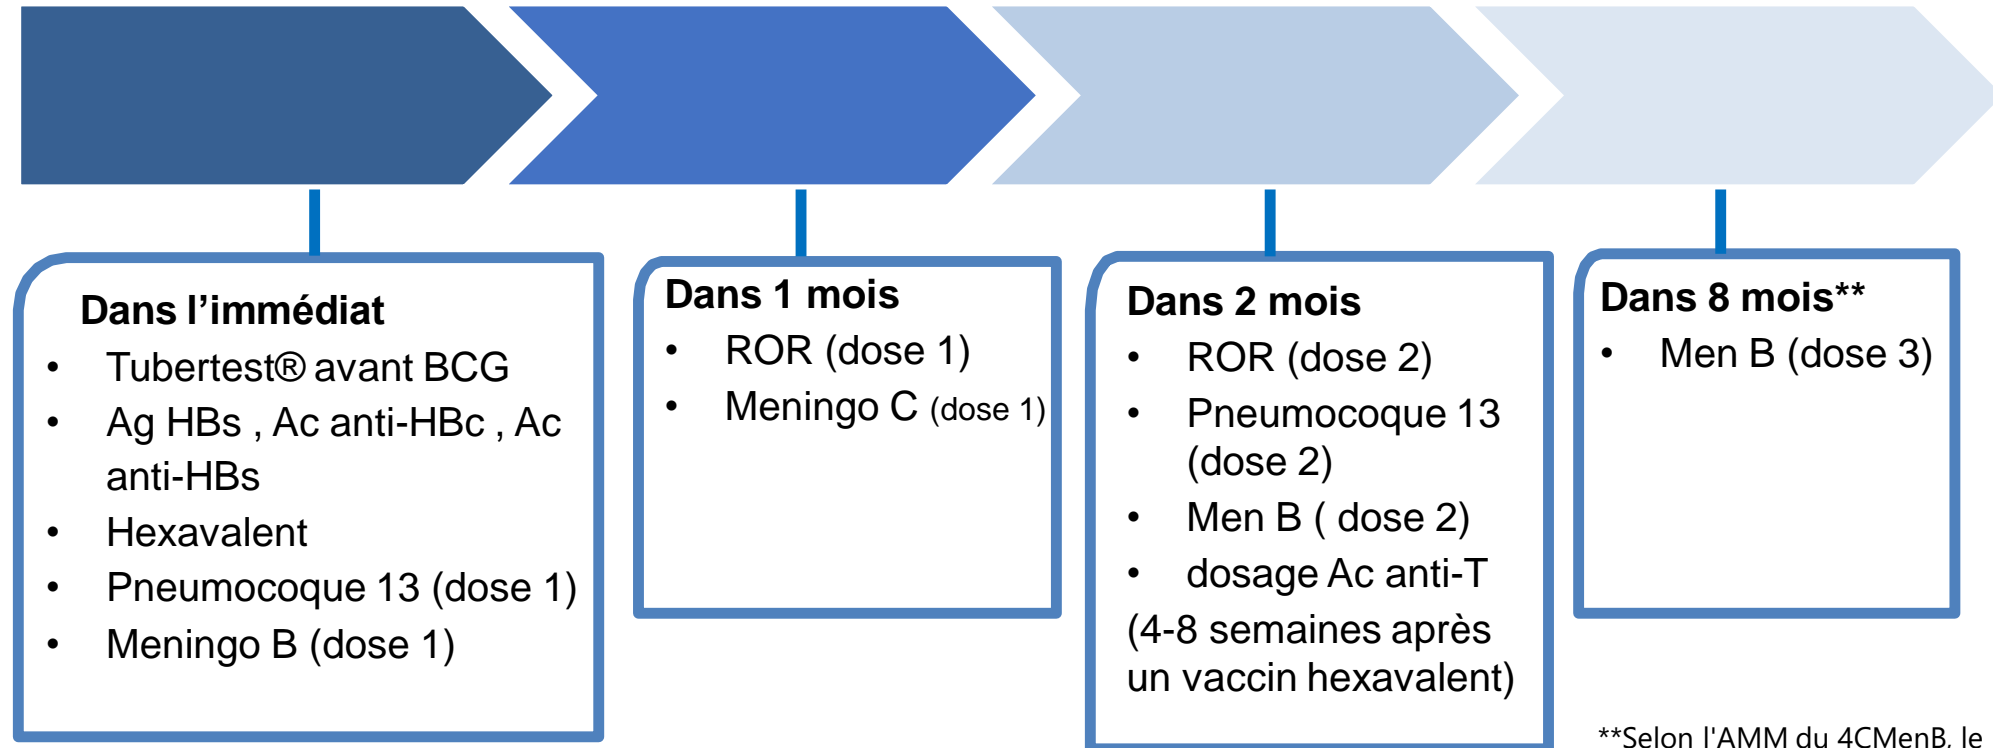 Dans l’immédiat
• Tubertest® avant BCG
• Ag HBs , Ac anti-HBc , Ac
anti-HBs
• Hexavalent
• Pneumocoque 13 (dose 1)
• Meningo B (dose 1)
Dans 1 mois
• ROR (dose 1)
• Meningo C (dose 1)
Dans 2 mois
• ROR (dose 2)
• Pneumocoque 13
(dose 2)
• Men B ( dose 2)
• dosage Ac anti-T
(4-8 semaines après
un vaccin hexavalent)
Dans 8 mois**
• Men B (dose 3)
**Selon l'AMM du 4CMenB, le